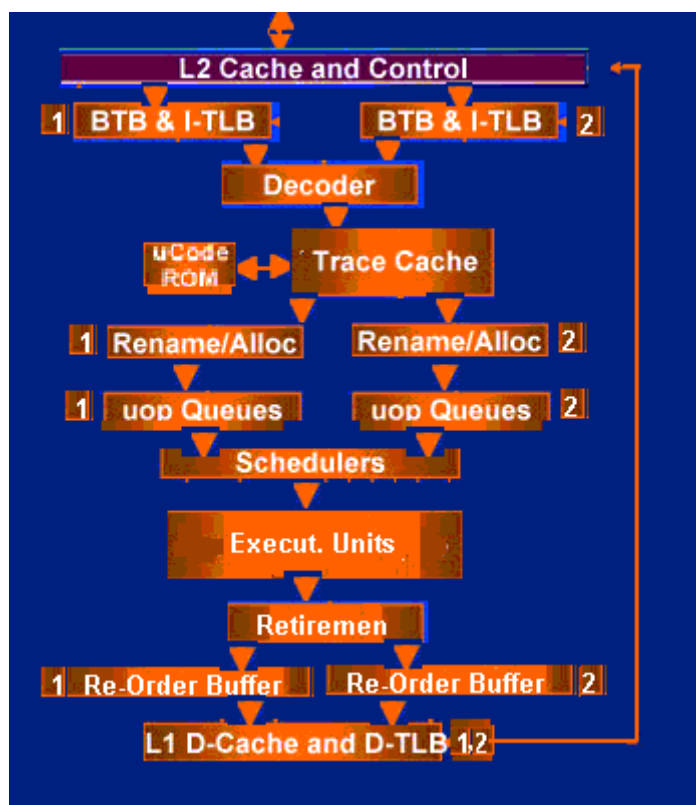 L2 Cache and Control
1 BTB & I-TLB BTB & I-TLB 2
Decoder
uCode
ROM
Trace Cache
1 Rename/Alloc Rename/Alloc 2
1 uop Queues uop Queues 2
Schedulers
Execut. Units
Retiremen
1 Re-Order Buffer Re-Order Buffer 2
L1 D-Cache and D-TLB 1,2